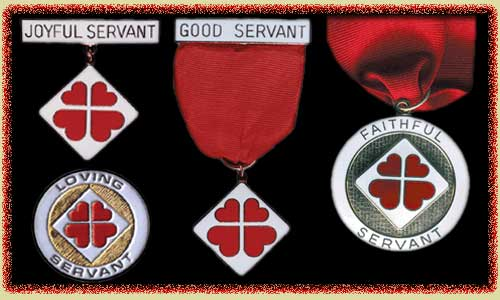 JOYFUL SERVANT
GOOD SERVANT
FAITHFUL
SERVANT
LOVING
SERVANT